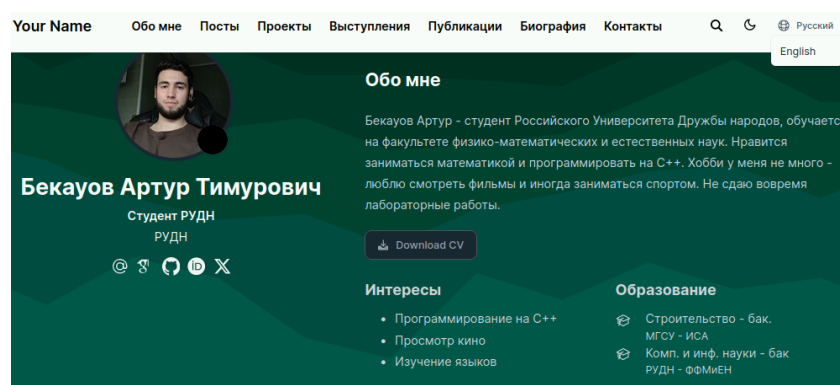 Your Name Обо мне Посты Проекты Выступления Публикации Биография Контакты Русский
English
Бекауов Артур Тимурович
Студент РУДН
РУДН
Обо мне
Бекауов Артур - студент Российского Университета Дружбы народов, обучаетс
на факультете физико-математических и естественных наук. Нравится
заниматься математикой и программировать на C++. Хобби у меня не много -
люблю смотреть фильмы и иногда заниматься спортом. Не сдаю вовремя
лабораторные работы.
Download CV
Интересы
Программирование на C++
Просмотр кино
Изучение языков
Образование
Строительство - бак.
МГСУ - ИСА
Комп. и инф. науки - бак
РУДН - ФФМиЕН